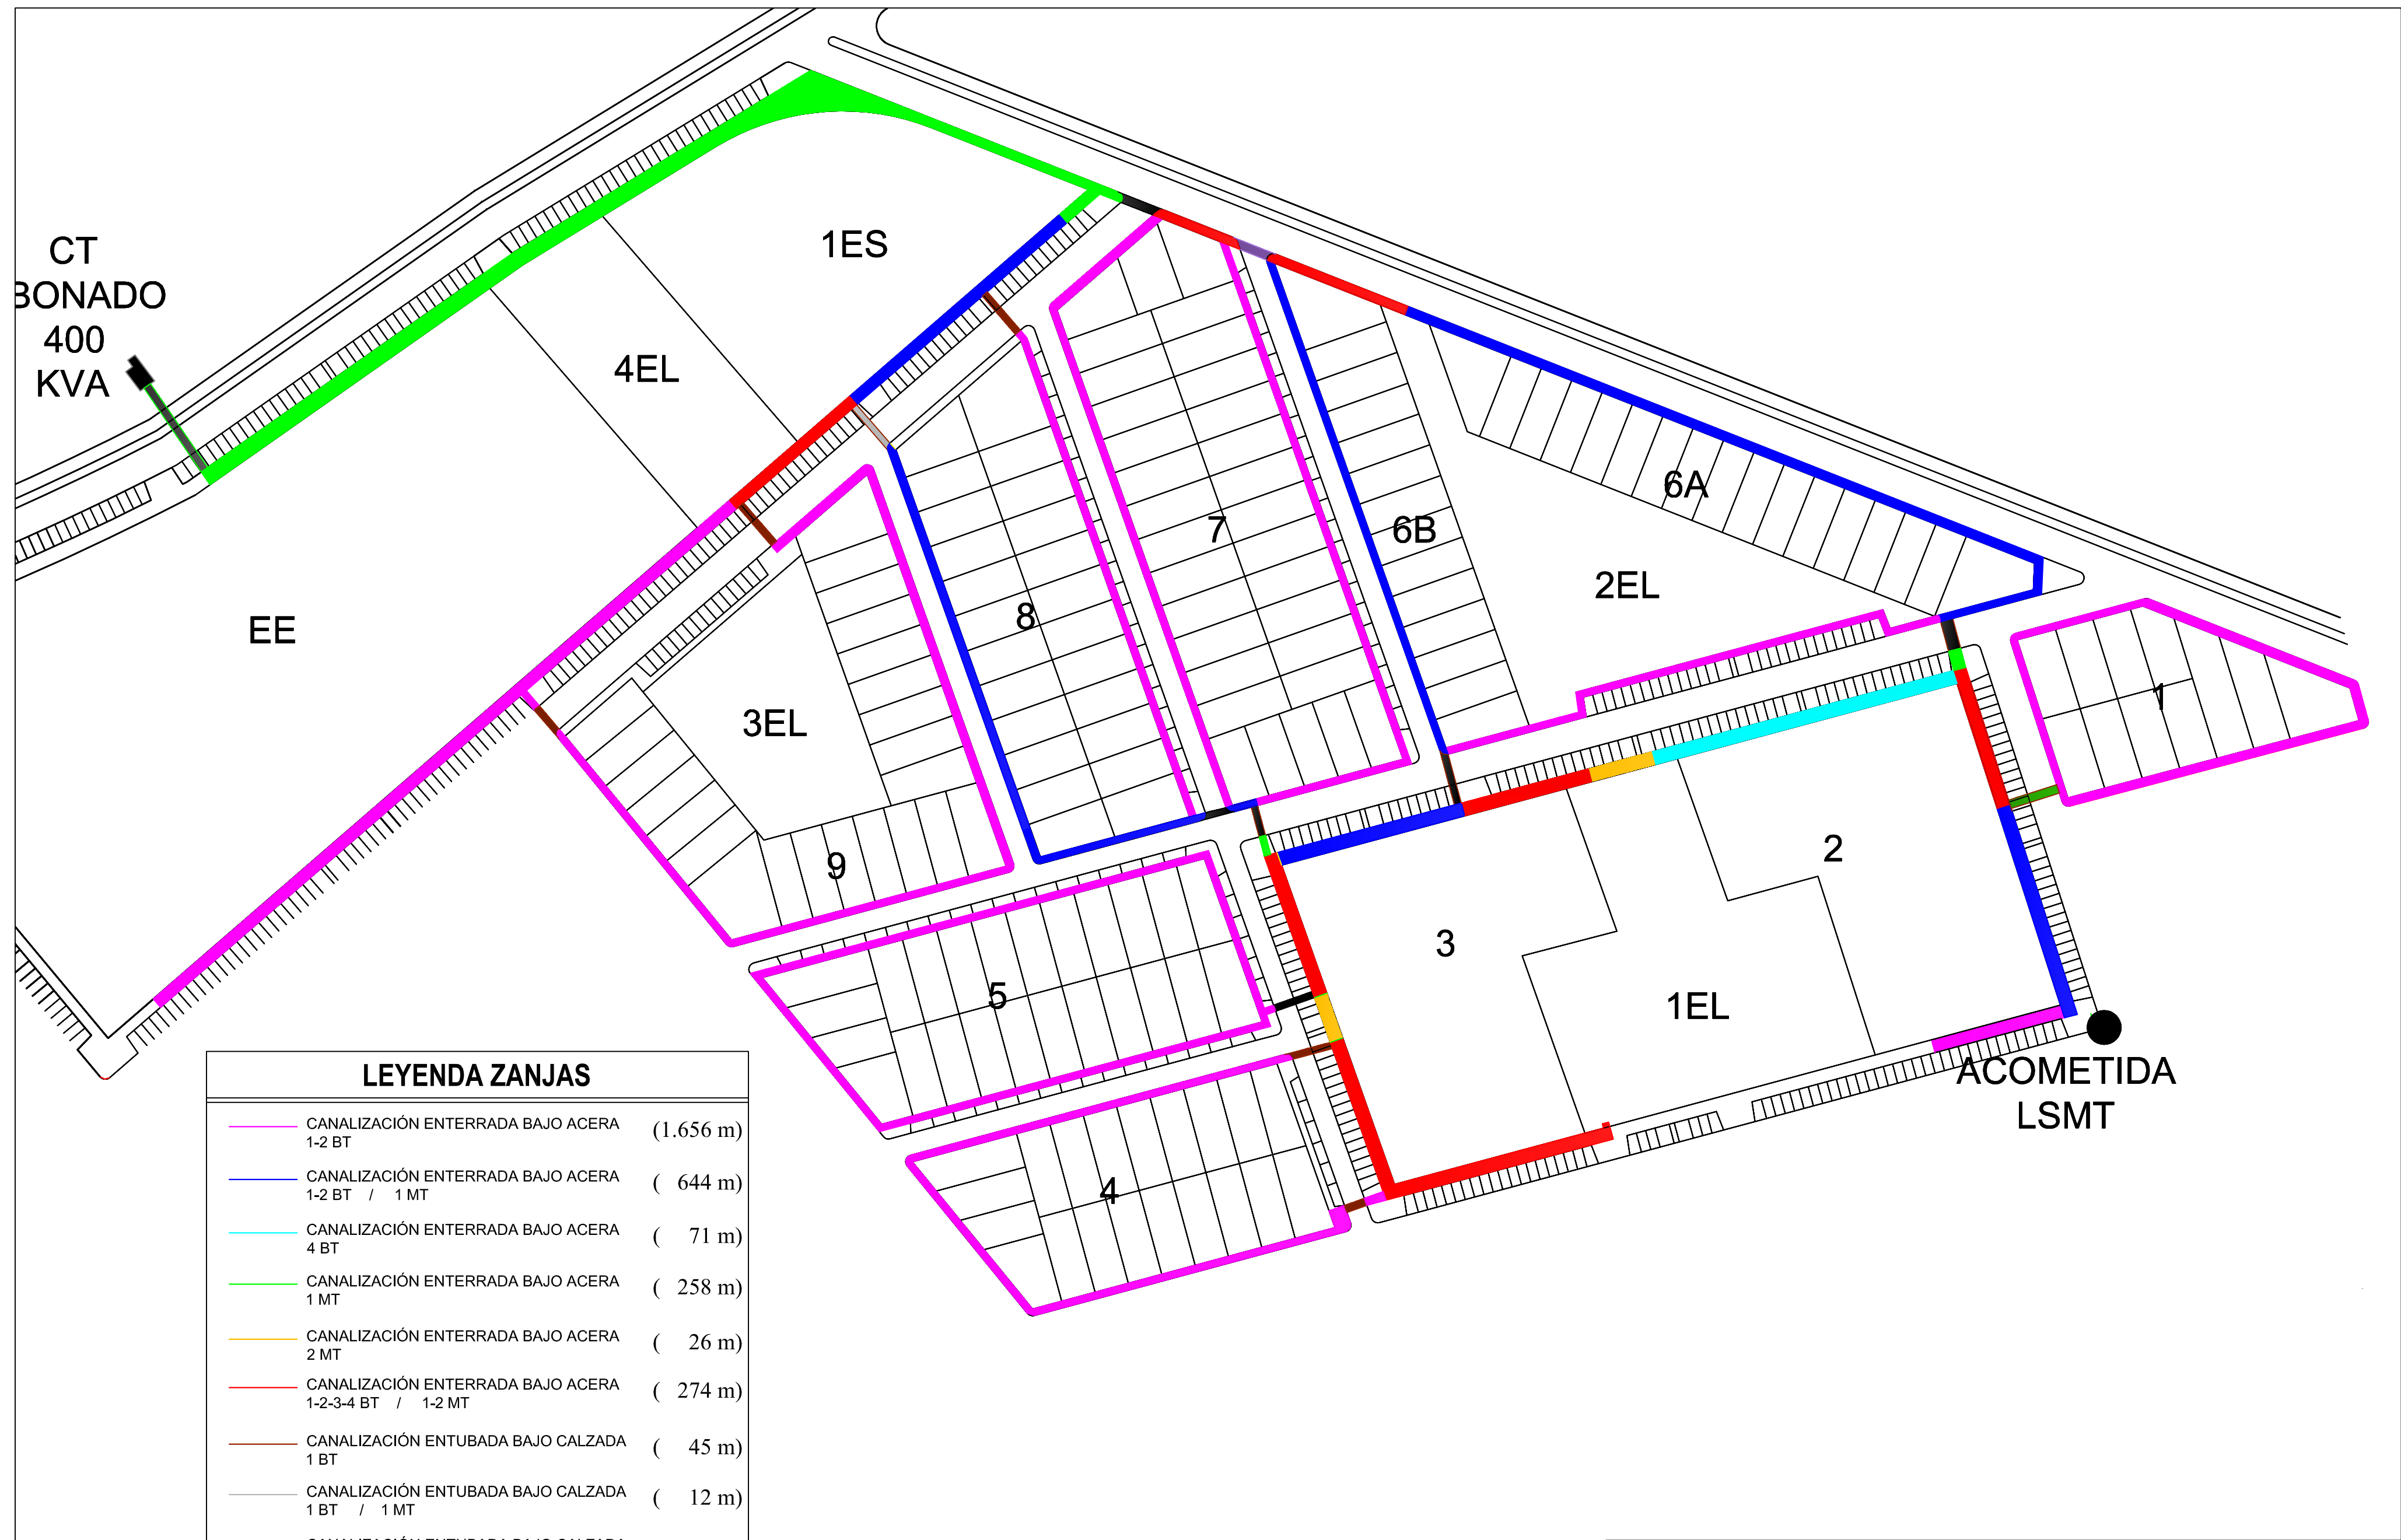 CT
BONADO
400
KVA
1ES
4EL
EE
3EL
9
8
7
6B
6A
2EL
1
2
3
1EL
5
4
ACOMETIDA
LSMT
LEYENDA ZANJAS
CANALIZACIÓN ENTERRADA BAJO ACERA (1.656 m)
1-2 BT
CANALIZACIÓN ENTERRADA BAJO ACERA ( 644 m)
1-2 BT / 1 MT
CANALIZACIÓN ENTERRADA BAJO ACERA ( 71 m)
4 BT
CANALIZACIÓN ENTERRADA BAJO ACERA ( 258 m)
1 MT
CANALIZACIÓN ENTERRADA BAJO ACERA ( 26 m)
2 MT
CANALIZACIÓN ENTERRADA BAJO ACERA ( 274 m)
1-2-3-4 BT / 1-2 MT
CANALIZACIÓN ENTUBADA BAJO CALZADA ( 45 m)
1 BT
CANALIZACIÓN ENTUBADA BAJO CALZADA ( 12 m)
1 BT / 1 MT